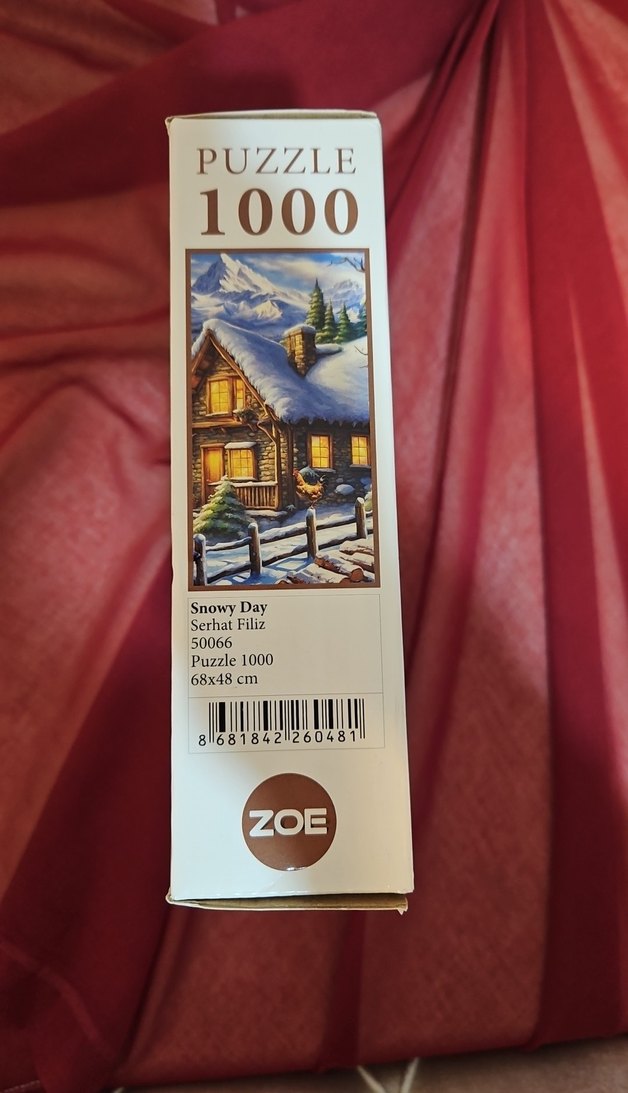 PUZZLE
1000
Snowy Day
Serhat Filiz
50066
Puzzle 1000
68x48 cm
8 681842 260481
ZOE